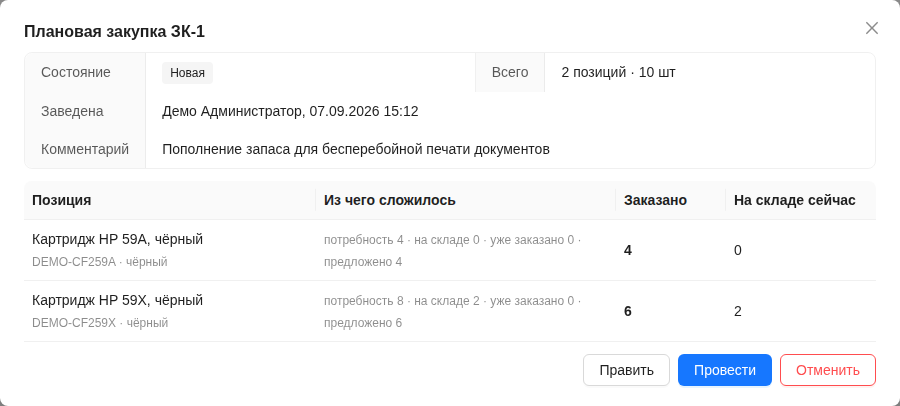 Плановая закупка ЗК-1
Состояние Новая Всего 2 позиций · 10 шт
Заведена Демо Администратор, 07.09.2026 15:12
Комментарий Пополнение запаса для бесперебойной печати документов
Позиция Из чего сложилось Заказано На складе сейчас
Картридж HP 59A, чёрный потребность 4 · на складе 0 · уже заказано 0 · 4 0
DEMO-CF259A · чёрный предложено 4
Картридж HP 59X, чёрный потребность 8 · на складе 2 · уже заказано 0 · 6 2
DEMO-CF259X · чёрный предложено 6
Править Провести Отменить